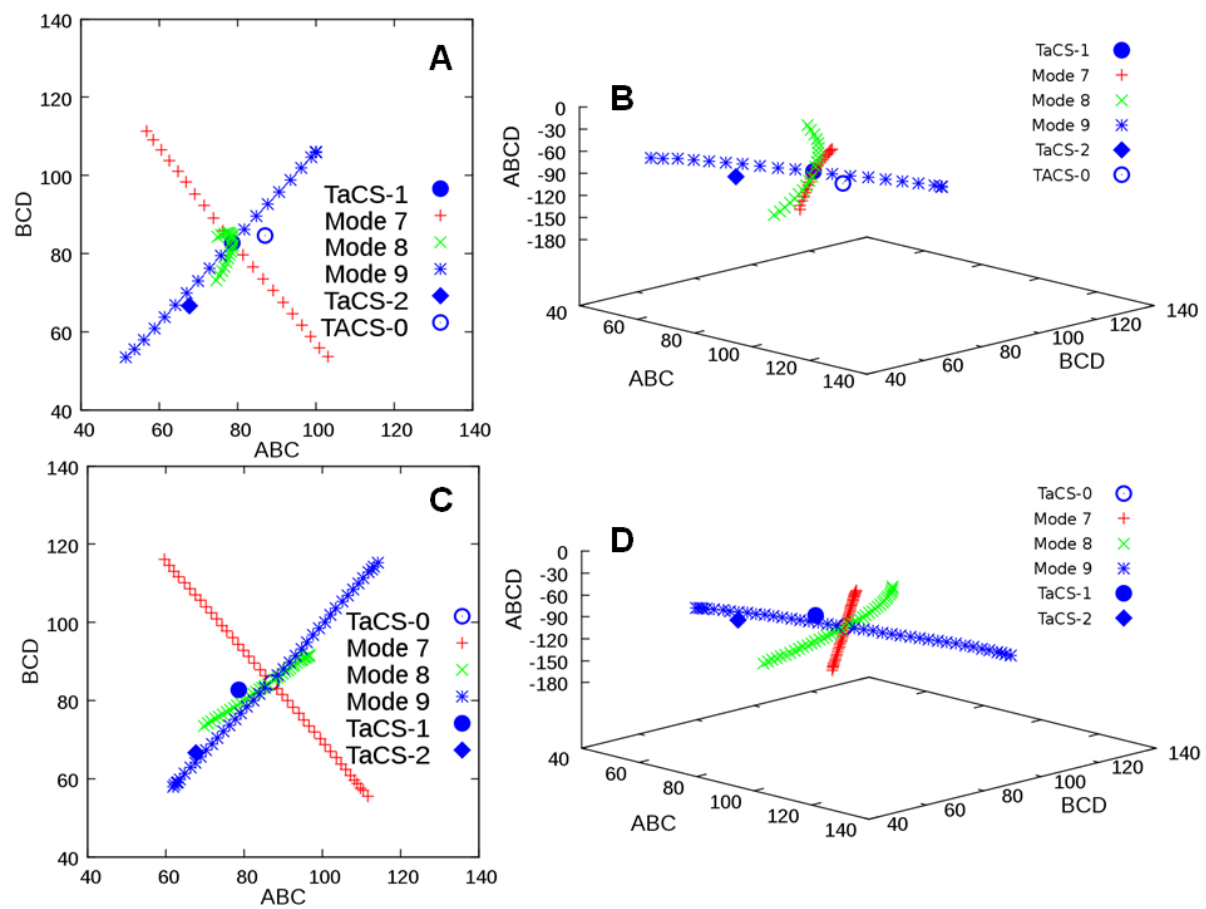 140
120
100
80
60
40
BCD
A
TaCS-1
Mode 7
Mode 8
Mode 9
TaCS-2
TACS-0
40 60 80 100 120 140
ABC
B
TaCS-1
Mode 7
Mode 8
Mode 9
TaCS-2
TACS-0
0
-30
-60
-90
-120
-150
-180
ABCD
40 60 80 100 120 140
ABC
40 60 80 100 120 140
BCD
140
120
100
80
60
40
BCD
C
TaCS-0
Mode 7
Mode 8
Mode 9
TaCS-1
TaCS-2
40 60 80 100 120 140
ABC
D
TaCS-0
Mode 7
Mode 8
Mode 9
TaCS-1
TaCS-2
0
-30
-60
-90
-120
-150
-180
ABCD
40 60 80 100 120 140
ABC
40 60 80 100 120 140
BCD